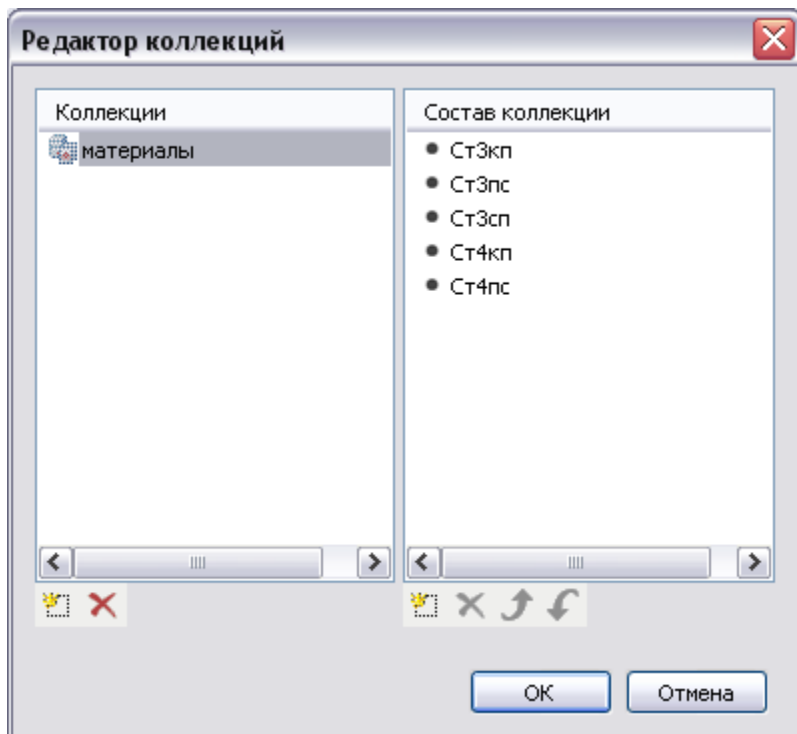 Редактор коллекций
Коллекции
материалы
Состав коллекции
Ст3кп
Ст3пс
Ст3сп
Ст4кп
Ст4пс
ОК
Отмена